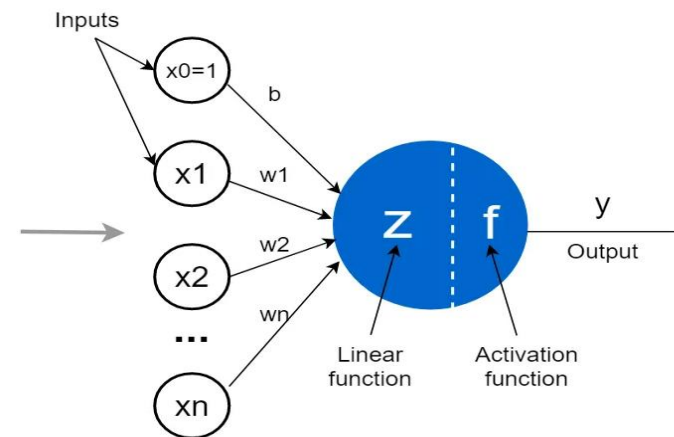 Inputs
x0=1
b
x1
w1
x2
w2
...
wn
xn
z
f
y
Output
Linear
function
Activation
function